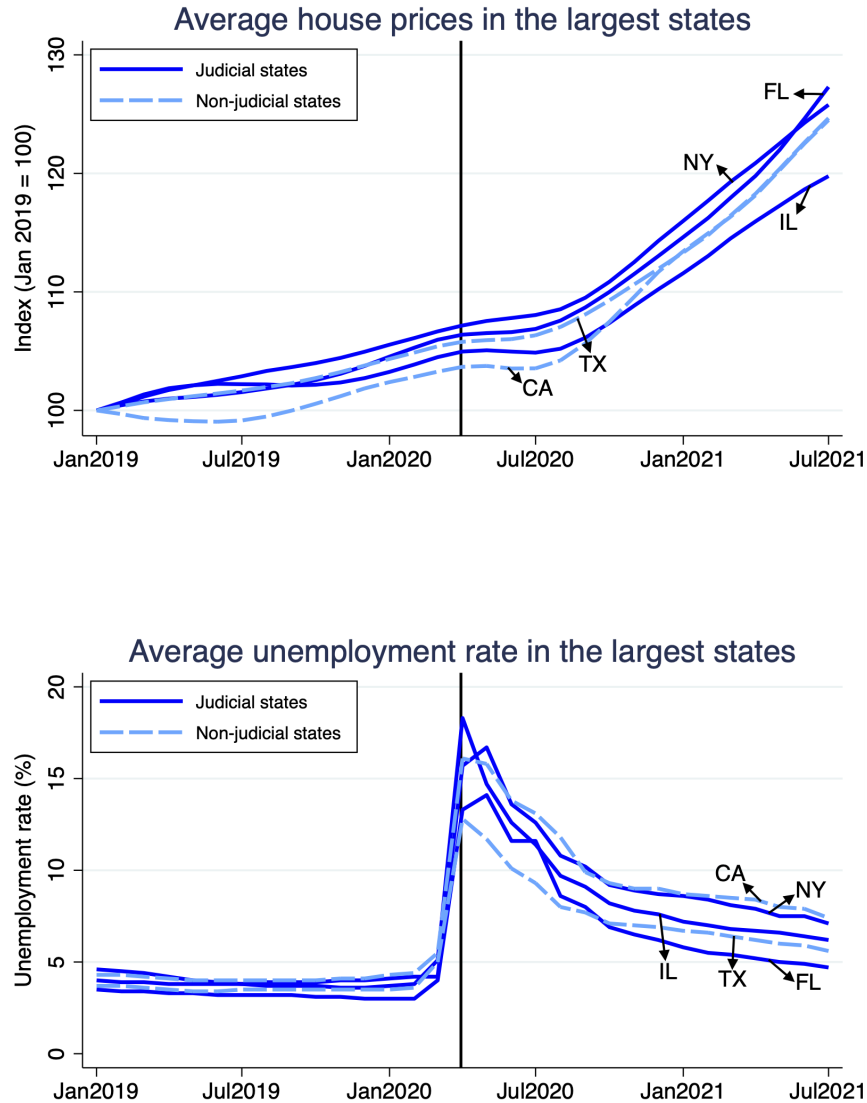 Average house prices in the largest states
130
120
110
100
Index (Jan 2019 = 100)
Judicial states
Non-judicial states
FL
NY
IL
TX
CA
Jan2019 Jul2019 Jan2020 Jul2020 Jan2021 Jul2021
Average unemployment rate in the largest states
20
15
10
5
0
Unemployment rate (%)
Judicial states
Non-judicial states
CA
NY
IL
TX
FL
Jan2019 Jul2019 Jan2020 Jul2020 Jan2021 Jul2021